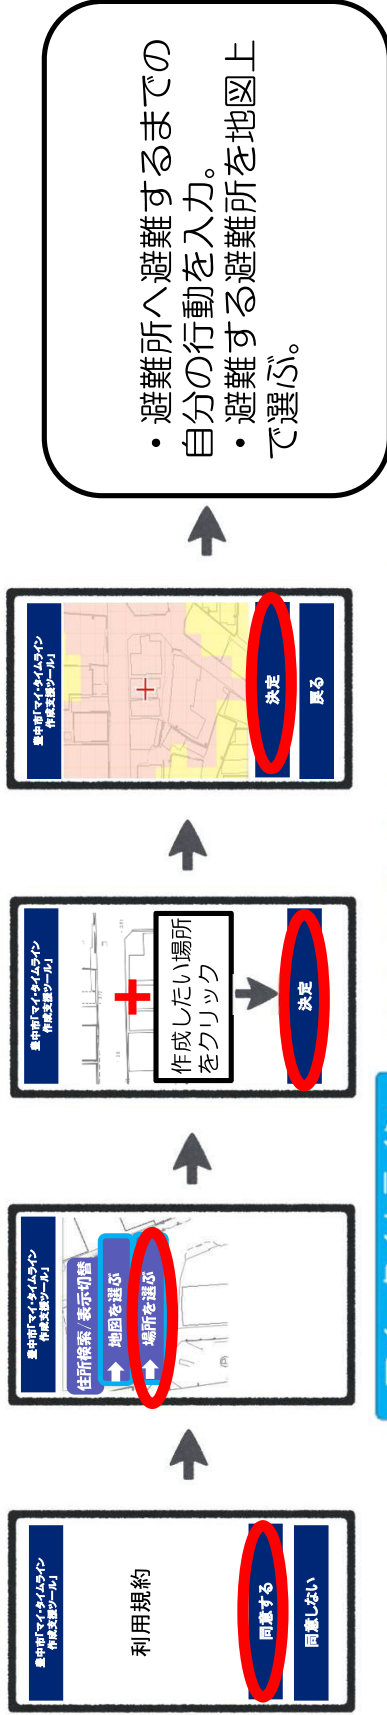 豊中市「マイ・タイムライン
作成支援ツール」
利用規約
同意する
同意しない
豊中市「マイ・タイムライン
作成支援ツール」
住所検索/表示切替
地図を選ぶ
場所を選ぶ
豊中市「マイ・タイムライン
作成支援ツール」
作成したい場所
をクリック
決定
豊中市「マイ・タイムライン
作成支援ツール」
決定
戻る
・避難所へ避難するまでの
自分の行動を入力。
・避難する避難所を地図上
で選ぶ。